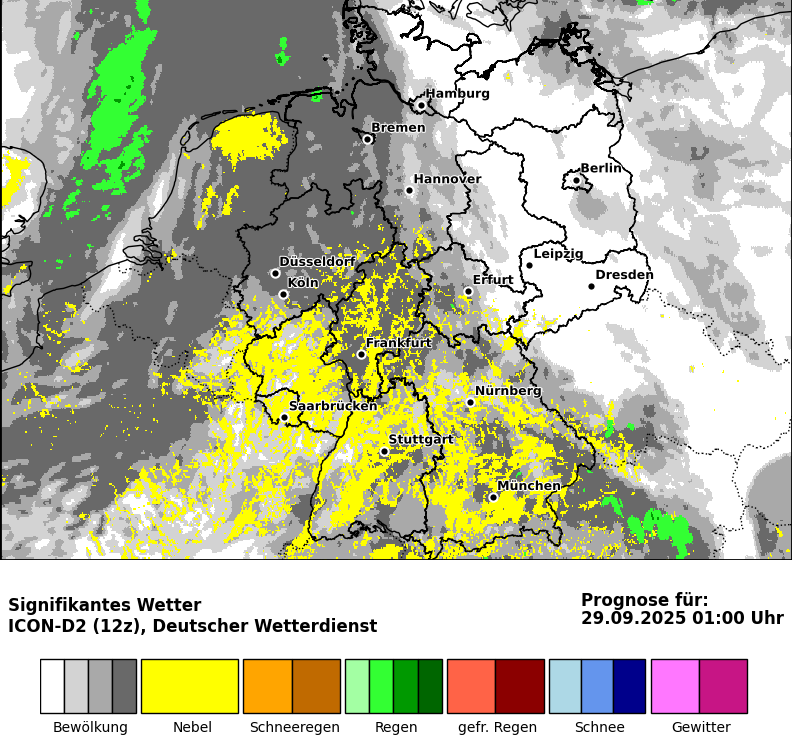 Hamburg
Bremen
Berlin
Hannover
Leipzig
Düsseldorf
Dresden
Köln
Erfurt
Frankfurt
Nürnberg
Saarbrücken
Stuttgart
München
Signifikantes Wetter
ICON-D2 (12z), Deutscher Wetterdienst
Prognose für:
29.09.2025 01:00 Uhr
Bewölkung Nebel Schneeregen Regen gefr. Regen Schnee Gewitter